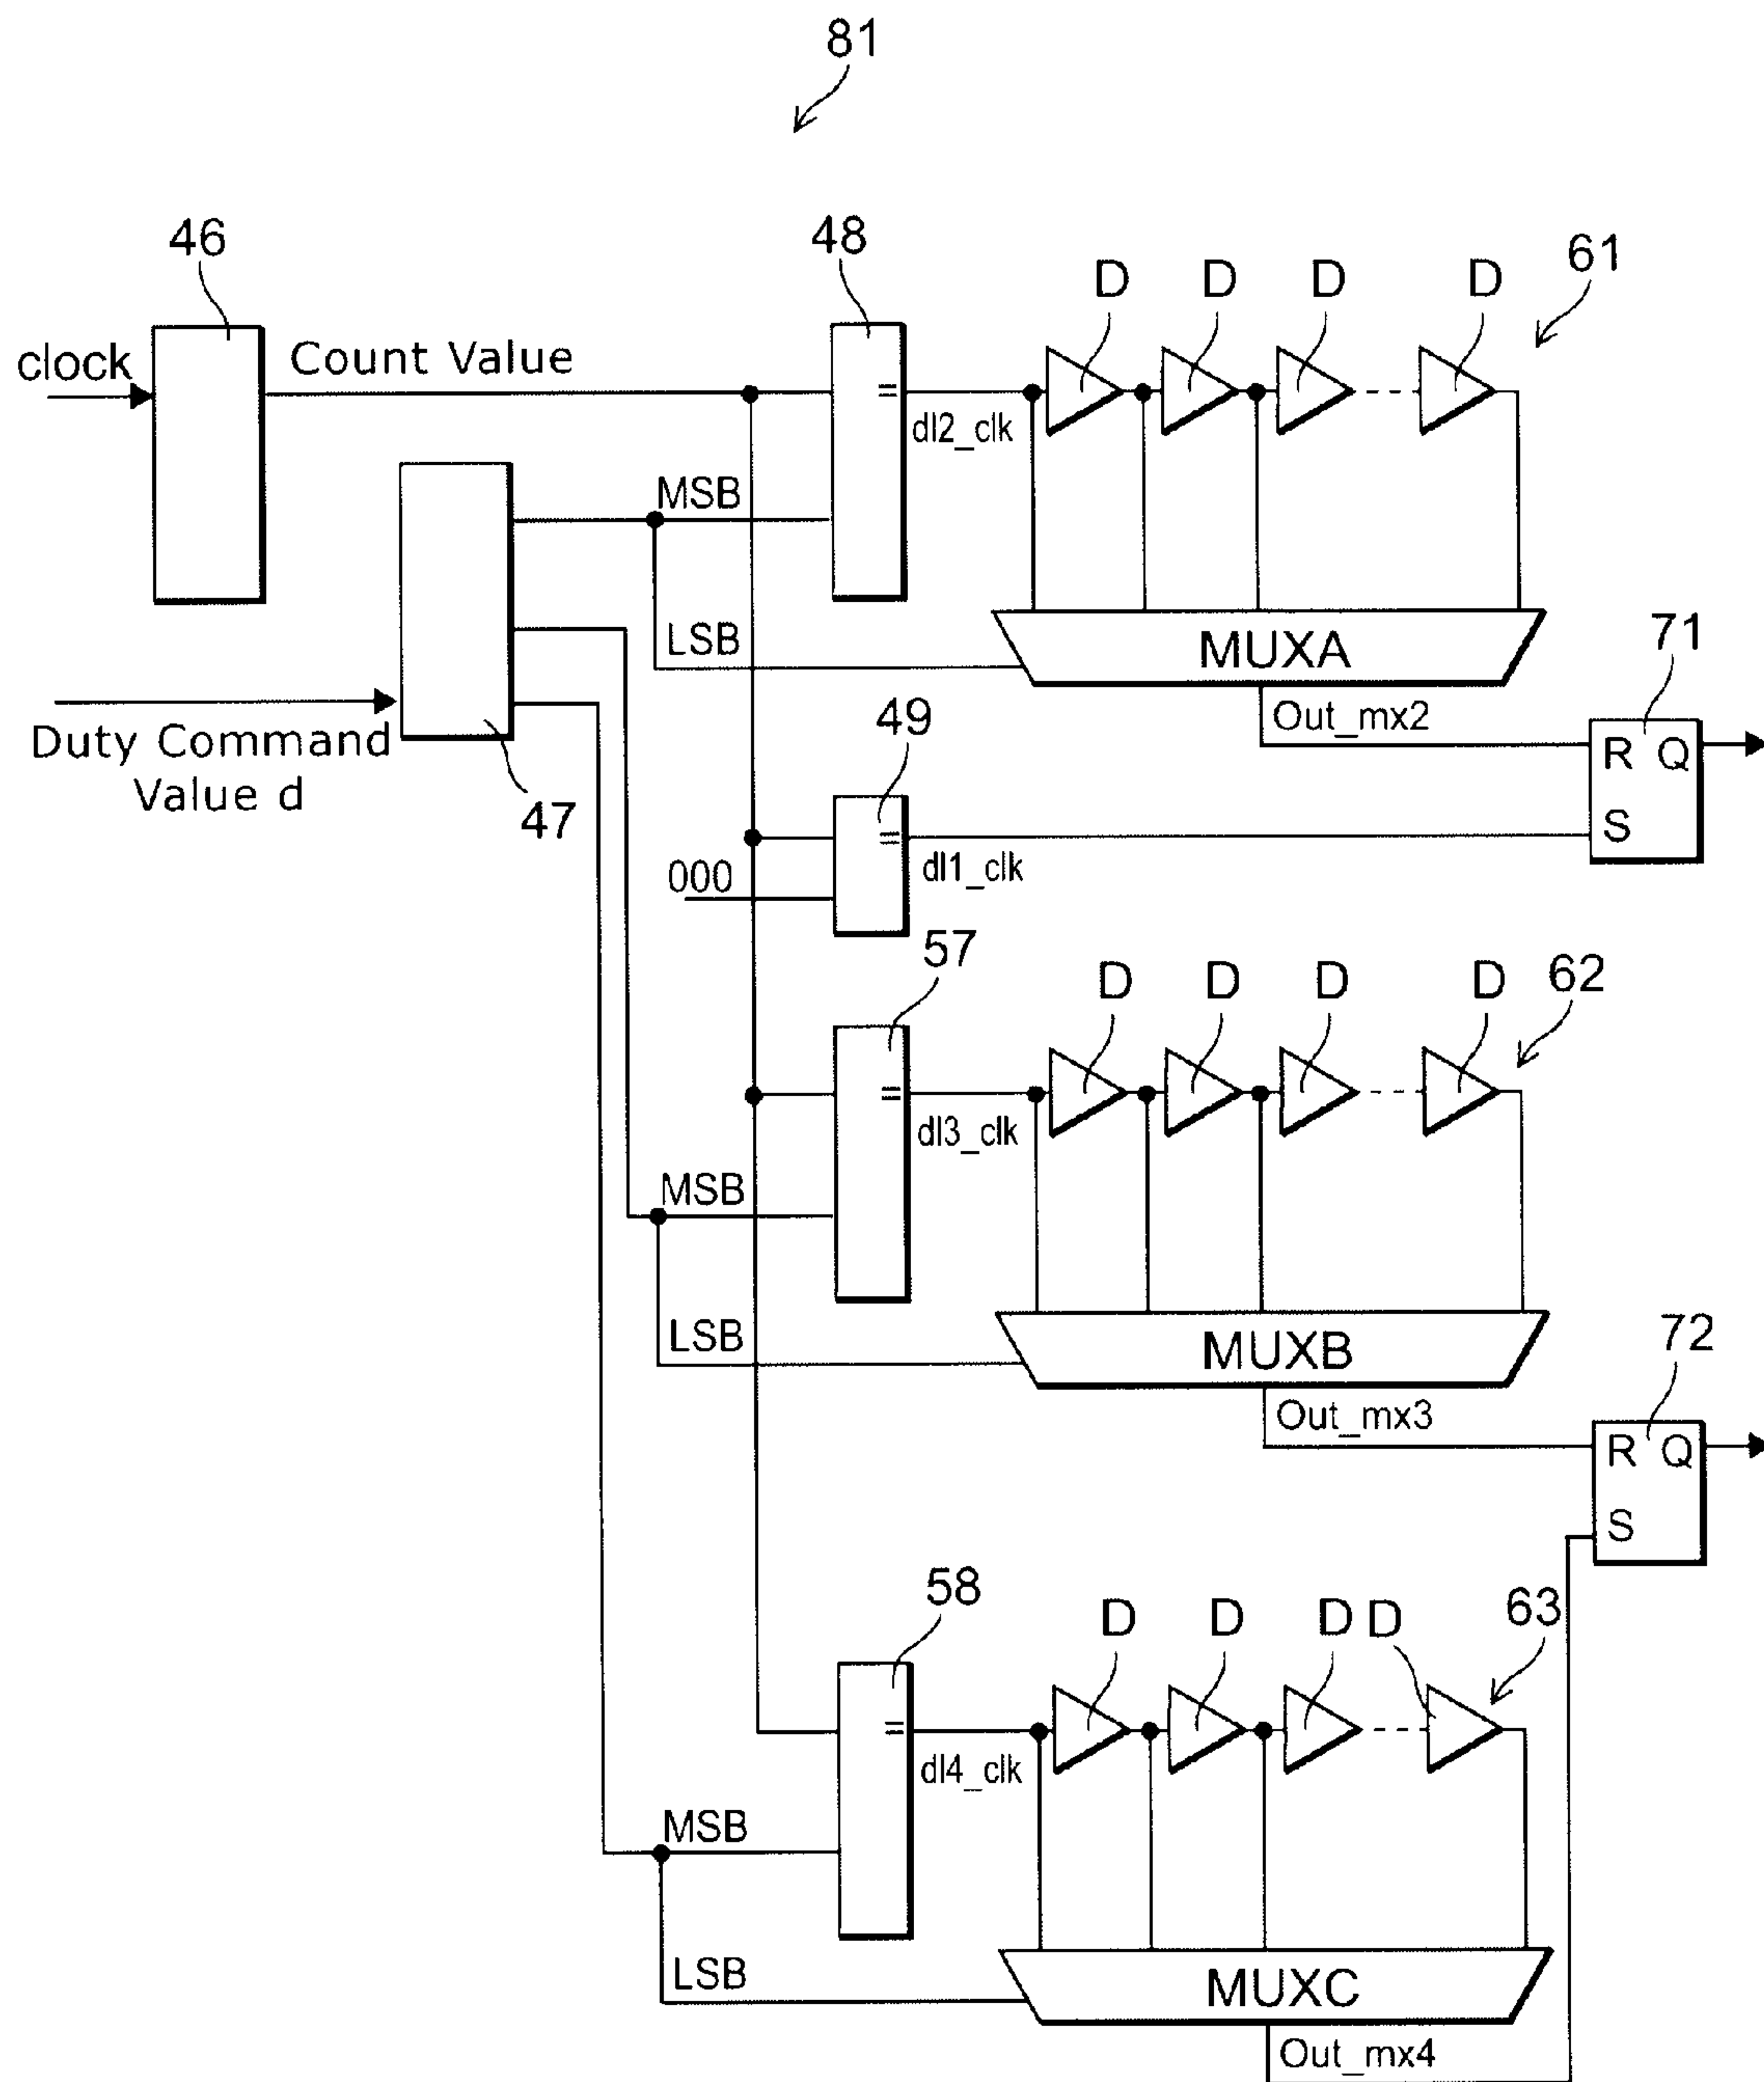 81
46
48
61
D D D D
clock
Count Value
=
dl2_clk
MSB
LSB
MUXA
71
Out_mx2
R Q
S
Duty Command
Value d
47
49
=
000
dl1_clk
57
62
D D D D
=
dl3_clk
MSB
LSB
MUXB
72
Out_mx3
R Q
S
58
63
D D D D
=
dl4_clk
MSB
LSB
MUXC
Out_mx4